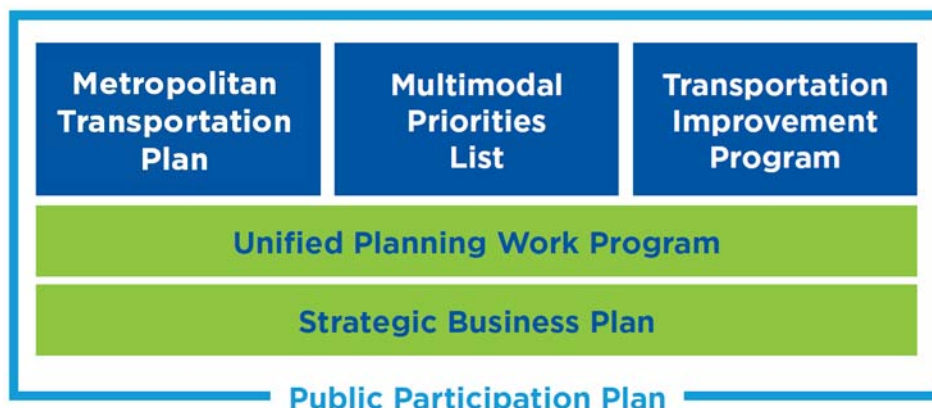 Metropolitan
Transportation
Plan
Multimodal
Priorities
List
Transportation
Improvement
Program
Unified Planning Work Program
Strategic Business Plan
Public Participation Plan